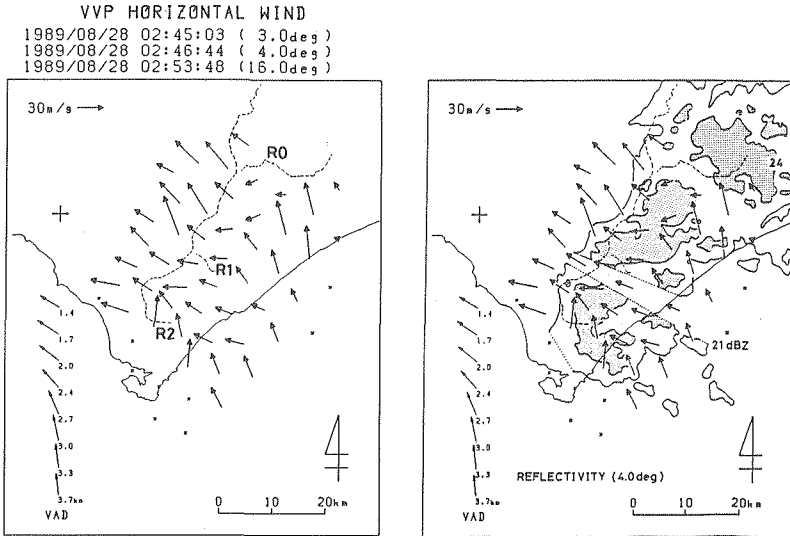 VVP HORIZONTAL WIND
1989/08/28 02:45:03 ( 3.0deg)
1989/08/28 02:46:44 ( 4.0deg)
1989/08/28 02:53:48 (16.0deg)
30m/s
R0
R1
R2
1.4
1.7
2.0
2.4
2.7
3.0
3.3
3.7km
VAD
0 10 20km
30m/s
24
21dBZ
1.4
1.7
2.0
2.4
2.7
3.0
3.3
3.7km
VAD
REFLECTIVITY (4.0deg)
0 10 20km